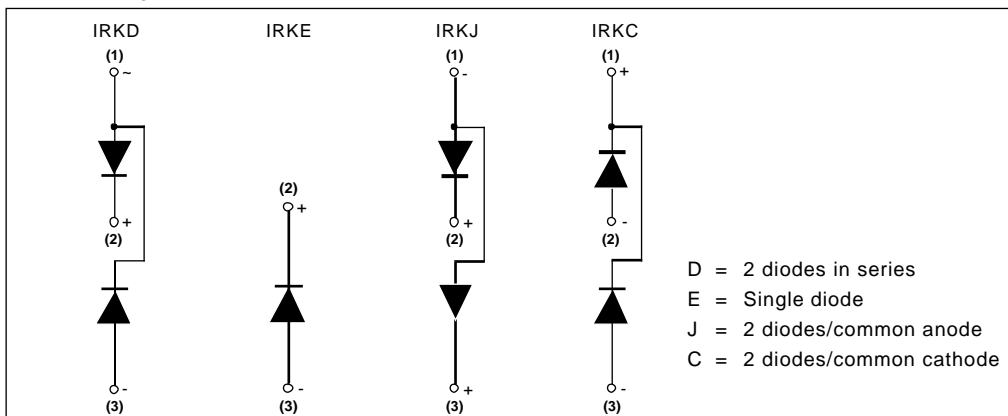 IRKD IRKE IRKJ IRKC
(1) (1) (1)
~ - +
(2)
+
+ + -
(2) (2) (2)
D = 2 diodes in series
E = Single diode
J = 2 diodes/common anode
C = 2 diodes/common cathode
- - + -
(3) (3) (3) (3)